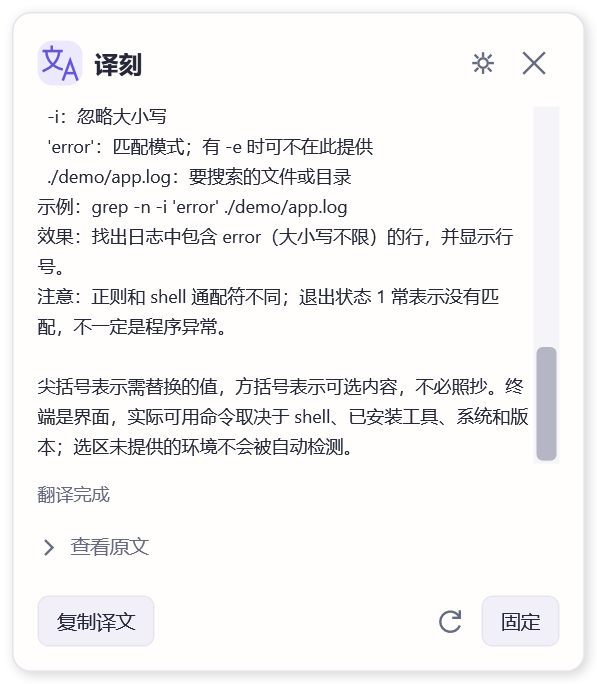 译刻
-i：忽略大小写
'error'：匹配模式；有 -e 时可不在此提供
./demo/app.log：要搜索的文件或目录
示例：grep -n -i 'error' ./demo/app.log
效果：找出日志中包含 error（大小写不限）的行，并显示行
号。
注意：正则和 shell 通配符不同；退出状态 1 常表示没有匹
配，不一定是程序异常。
尖括号表示需替换的值，方括号表示可选内容，不必照抄。终
端是界面，实际可用命令取决于 shell、已安装工具、系统和版
本；选区未提供的环境不会被自动检测。
翻译完成
查看原文
复制译文
固定